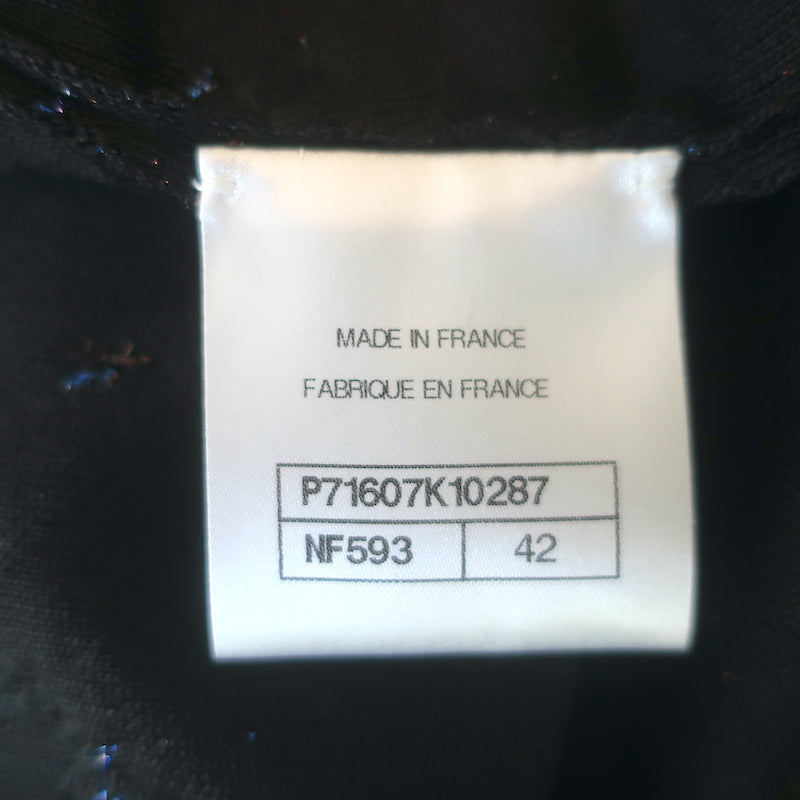 MADE IN FRANCE
FABRIQUE EN FRANCE
P71607K10287
NF593 42